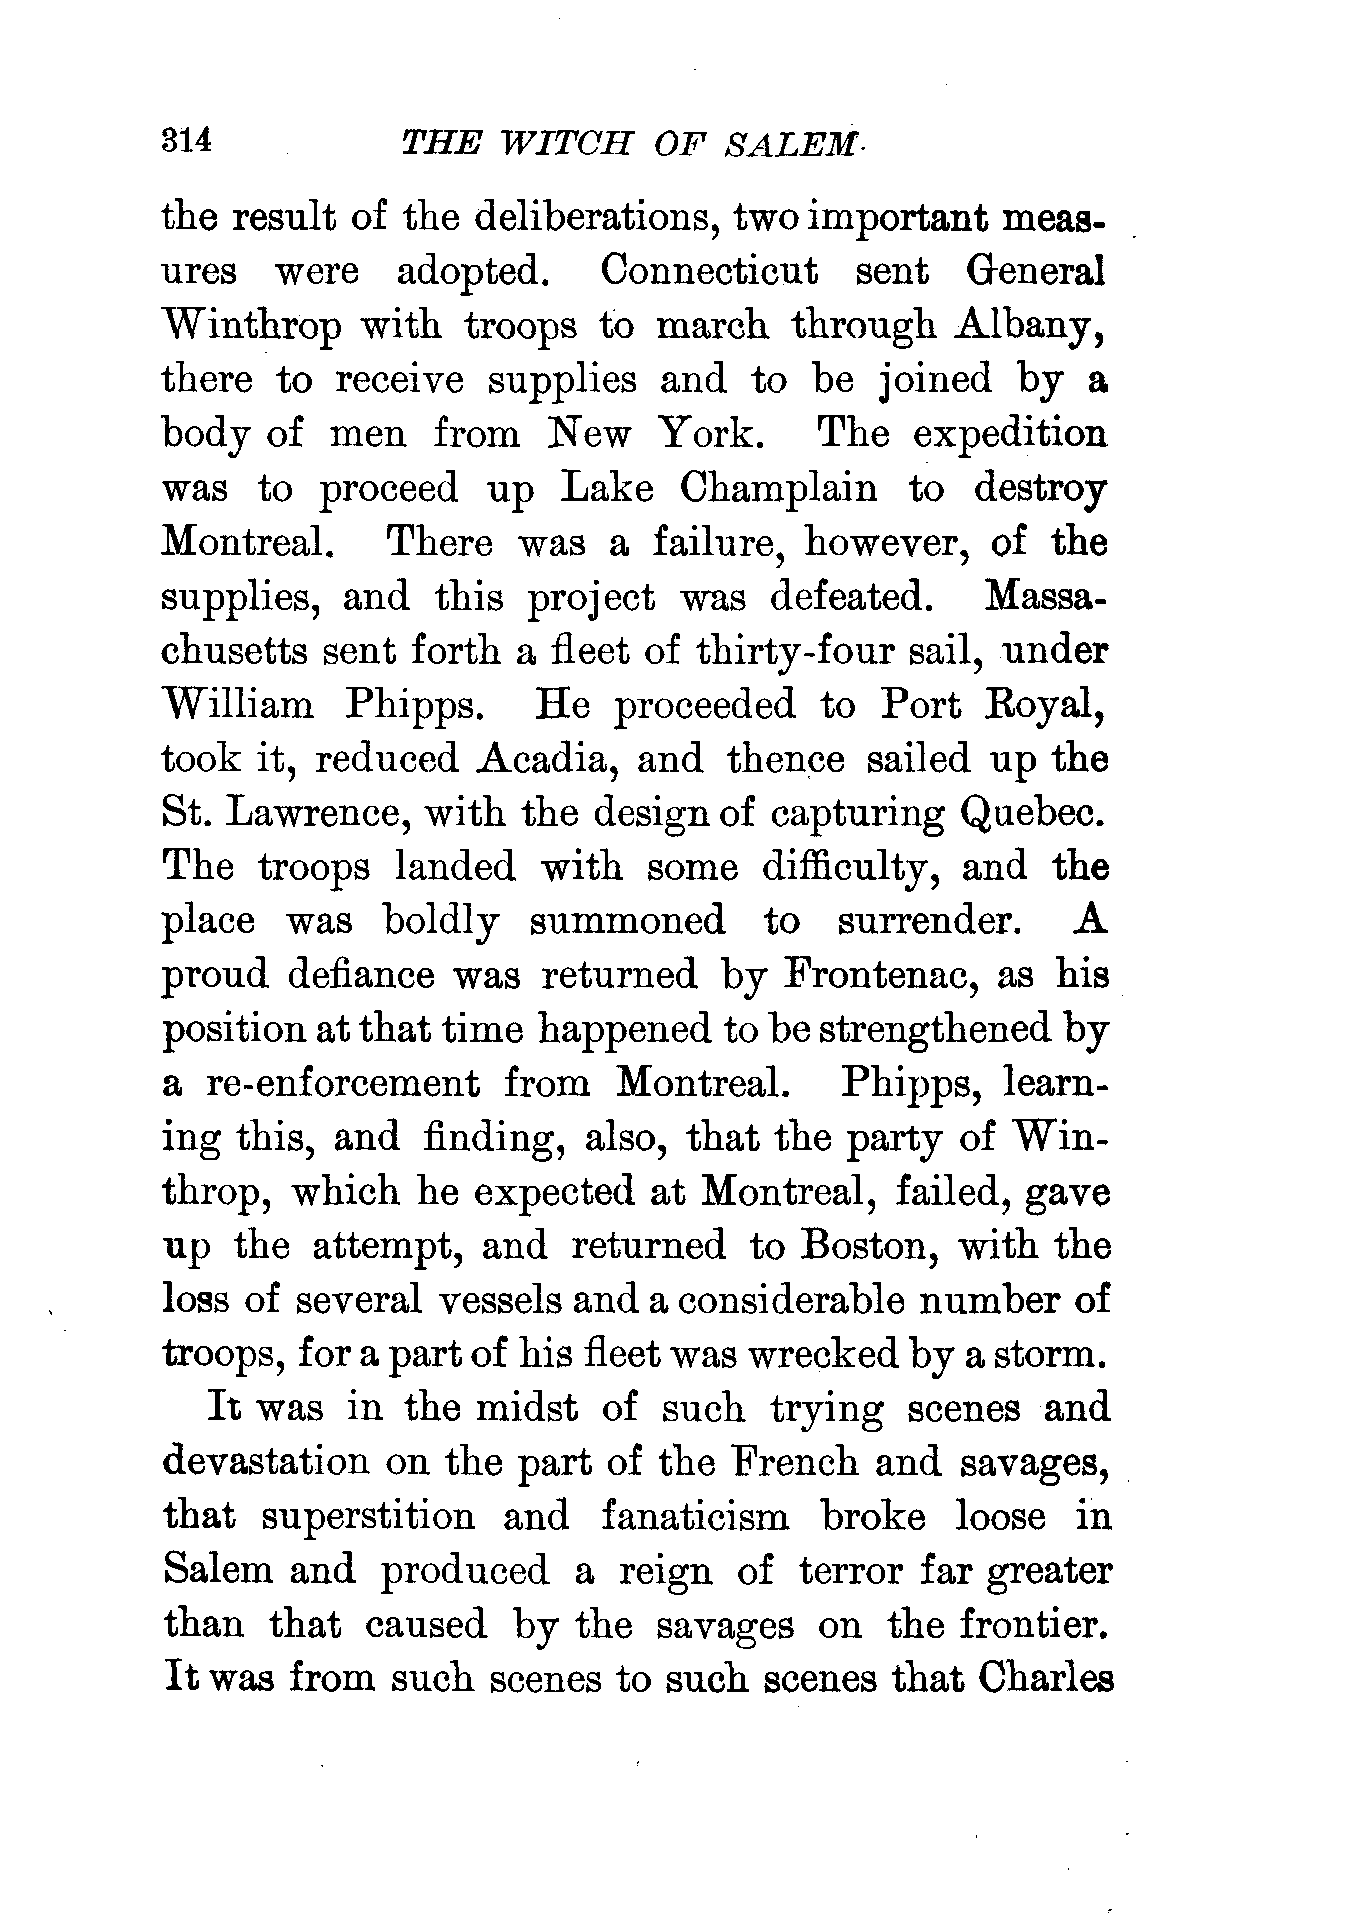 314 THE WITCH OF SALEM.
the result of the deliberations, two important meas-
ures were adopted. Connecticut sent General
Winthrop with troops to march through Albany,
there to receive supplies and to be joined by a
body of men from New York. The expedition
was to proceed up Lake Champlain to destroy
Montreal. There was a failure, however, of the
supplies, and this project was defeated. Massa-
chusetts sent forth a fleet of thirty-four sail, under
William Phipps. He proceeded to Port Royal,
took it, reduced Acadia, and thence sailed up the
St. Lawrence, with the design of capturing Quebec.
The troops landed with some difficulty, and the
place was boldly summoned to surrender. A
proud defiance was returned by Frontenac, as his
position at that time happened to be strengthened by
a re-enforcement from Montreal. Phipps, learn-
ing this, and finding, also, that the party of Win-
throp, which he expected at Montreal, failed, gave
up the attempt, and returned to Boston, with the
loss of several vessels and a considerable number of
troops, for a part of his fleet was wrecked by a storm.
It was in the midst of such trying scenes and
devastation on the part of the French and savages,
that superstition and fanaticism broke loose in
Salem and produced a reign of terror far greater
than that caused by the savages on the frontier.
It was from such scenes to such scenes that Charles